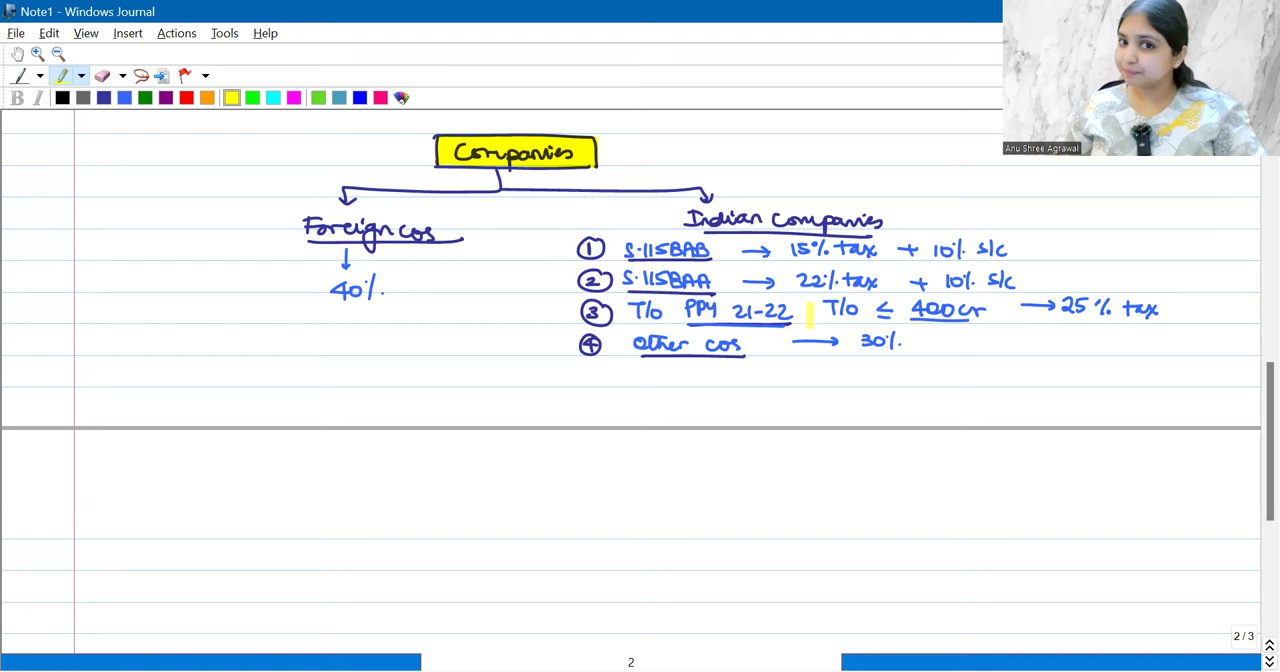 Note1 - Windows Journal
File Edit View Insert Actions Tools Help
B I
Anu Shree Agrawal
Companies
Foreign cos
40%.
Indian Companies
① S.115BAB → 15% tax + 10% s/c
② S.115BAA → 22% tax + 10% s/c
③ T/o PPY 21-22 T/o ≤ 400cr → 25% tax
④ Other cos → 30%.
2 / 3
2